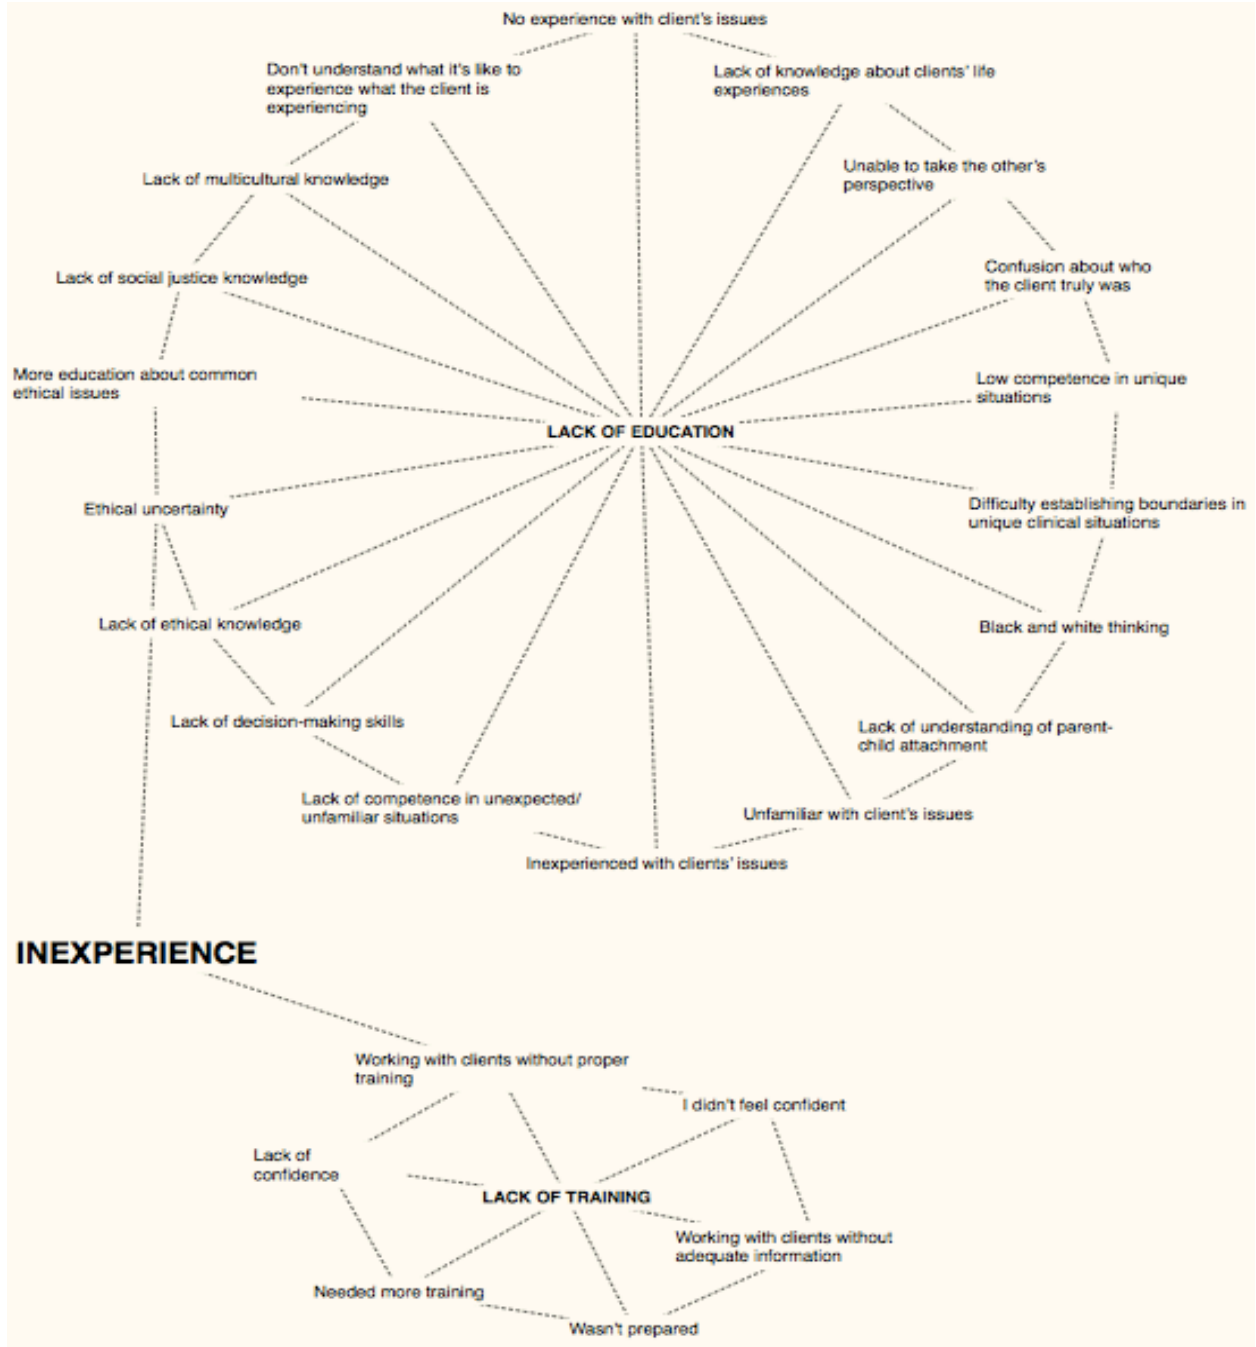 No experience with client's issues
Don't understand what it's like to
experience what the client is
experiencing
Lack of knowledge about clients' life
experiences
Lack of multicultural knowledge
Unable to take the other's
perspective
Lack of social justice knowledge
Confusion about who
the client truly was
More education about common
ethical issues
Low competence in unique
situations
LACK OF EDUCATION
Ethical uncertainty
Difficulty establishing boundaries in
unique clinical situations
Lack of ethical knowledge
Black and white thinking
Lack of decision-making skills
Lack of understanding of parent-
child attachment
Lack of competence in unexpected/
unfamiliar situations
Unfamiliar with client's issues
Inexperienced with clients' issues
INEXPERIENCE
Working with clients without proper
training
I didn't feel confident
Lack of
confidence
LACK OF TRAINING
Working with clients without
adequate information
Needed more training
Wasn't prepared